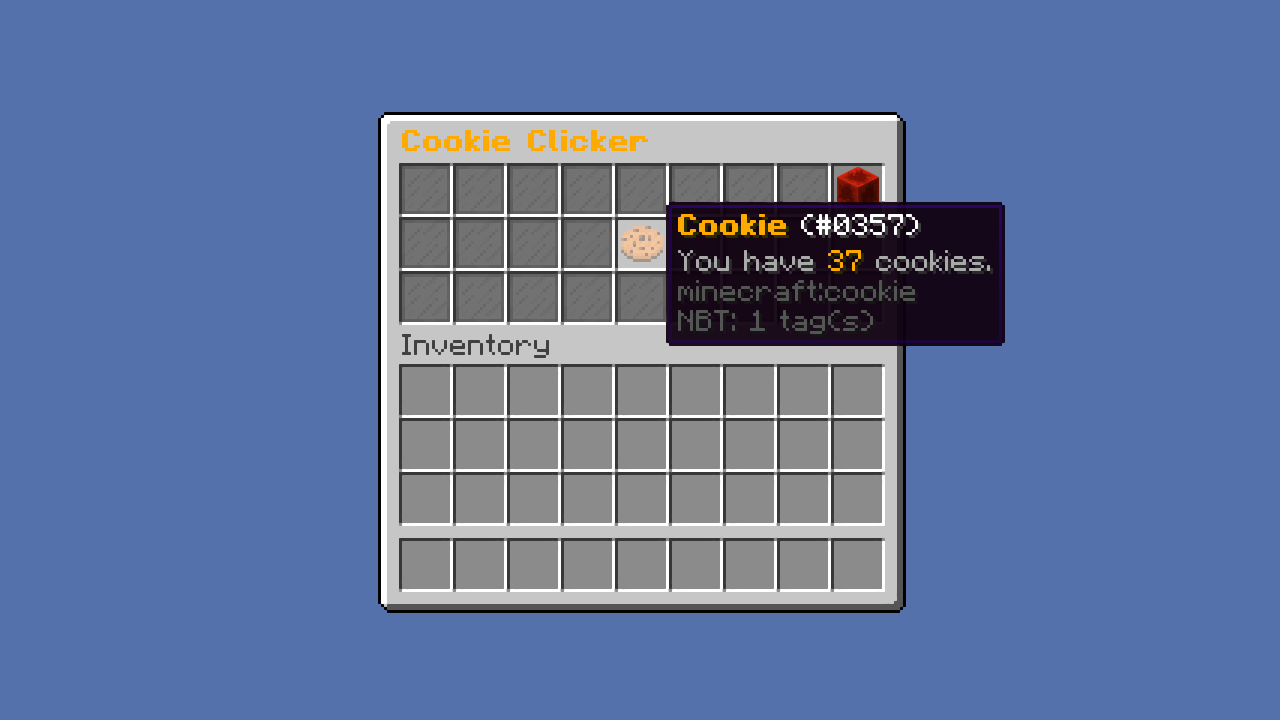 Cookie Clicker
Cookie (#0357)
You have 37 cookies.
minecraft:cookie
NBT: 1 tag(s)
Inventory